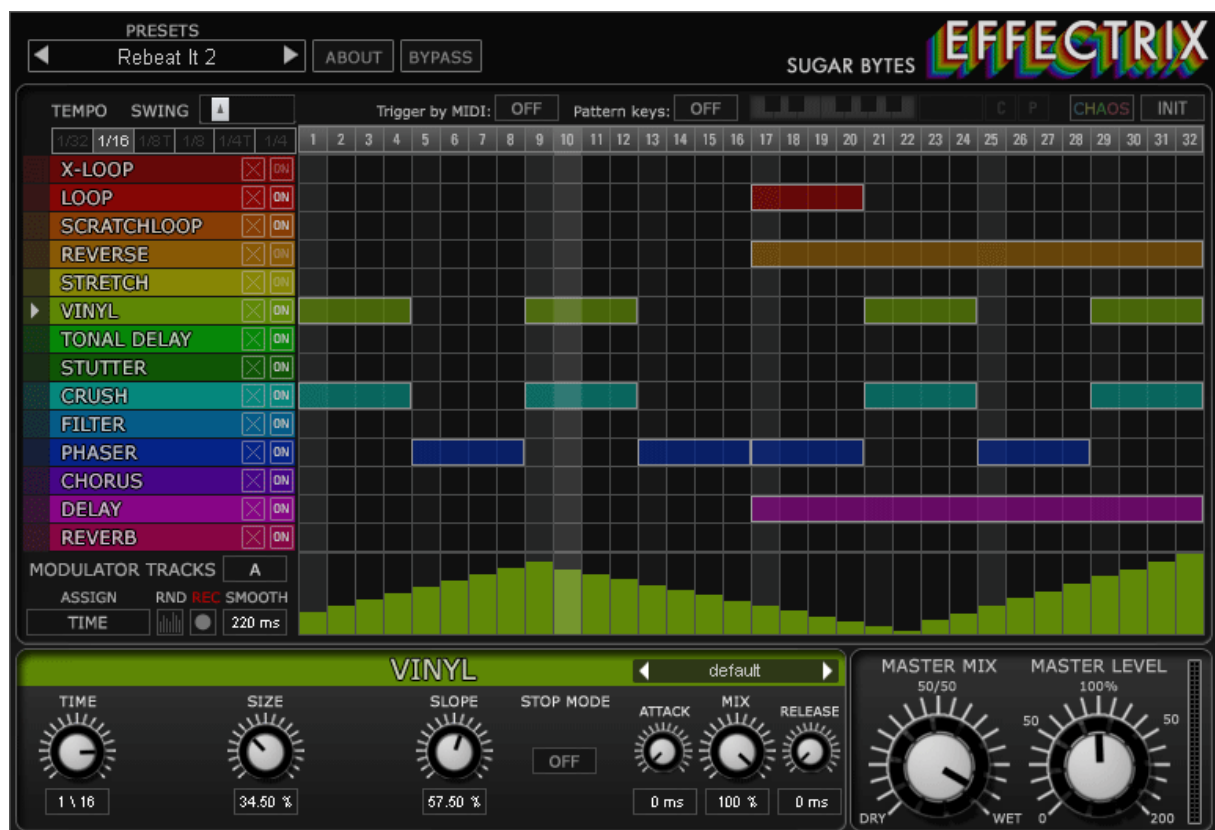 PRESETS
Rebeat It 2
ABOUT
BYPASS
SUGAR BYTES
EFFECTRIX
TEMPO SWING
Trigger by MIDI: OFF
Pattern keys: OFF
C P
CHAOS
INIT
1/32 1/16 1/8T 1/8 1/4T 1/4
1 2 3 4 5 6 7 8 9 10 11 12 13 14 15 16 17 18 19 20 21 22 23 24 25 26 27 28 29 30 31 32
X-LOOP ON
LOOP ON
SCRATCHLOOP ON
REVERSE ON
STRETCH ON
VINYL ON
TONAL DELAY ON
STUTTER ON
CRUSH ON
FILTER ON
PHASER ON
CHORUS ON
DELAY ON
REVERB ON
MODULATOR TRACKS A
ASSIGN RND REC SMOOTH
TIME 220 ms
VINYL
default
TIME
1 \ 16
SIZE
34.50 %
SLOPE
57.50 %
STOP MODE
OFF
ATTACK
0 ms
MIX
100 %
RELEASE
0 ms
MASTER MIX
50/50
DRY WET
MASTER LEVEL
100%
50 50
0 200